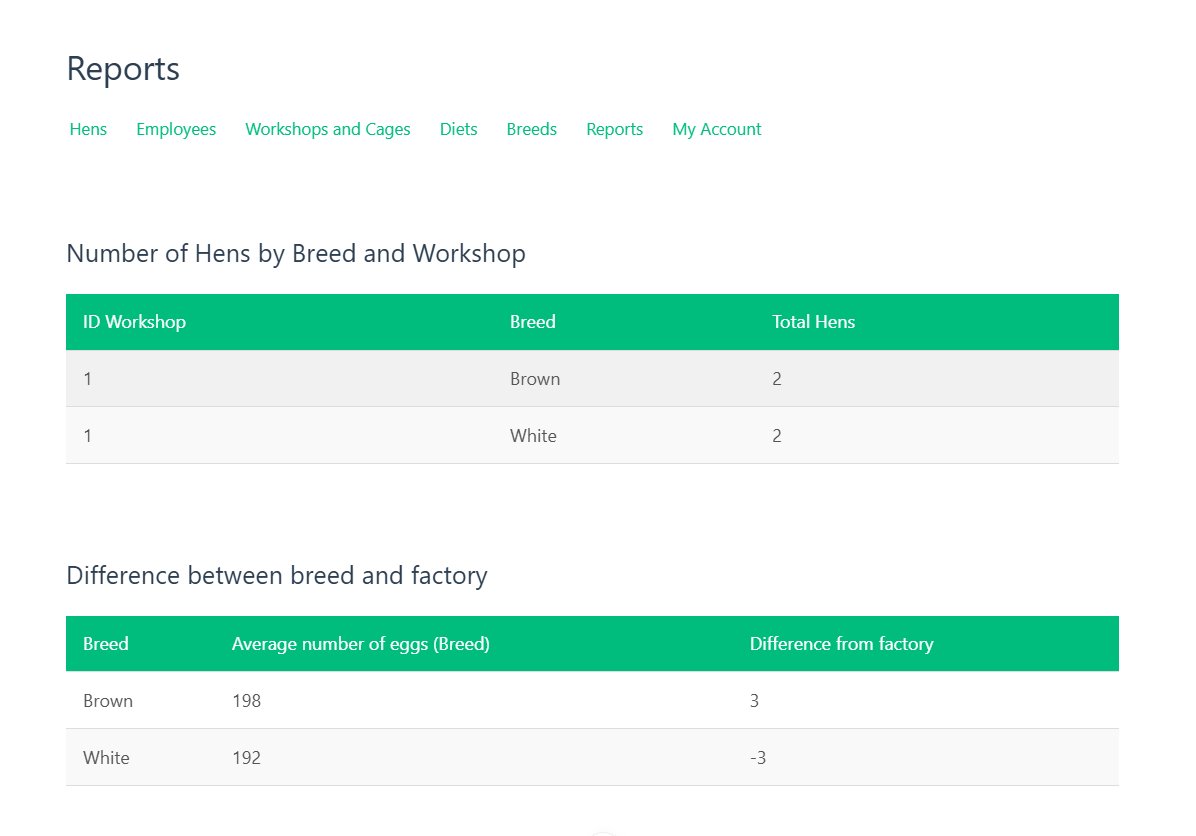 Reports
Hens Employees Workshops and Cages Diets Breeds Reports My Account
Number of Hens by Breed and Workshop
ID Workshop Breed Total Hens
1 Brown 2
1 White 2
Difference between breed and factory
Breed Average number of eggs (Breed) Difference from factory
Brown 198 3
White 192 -3